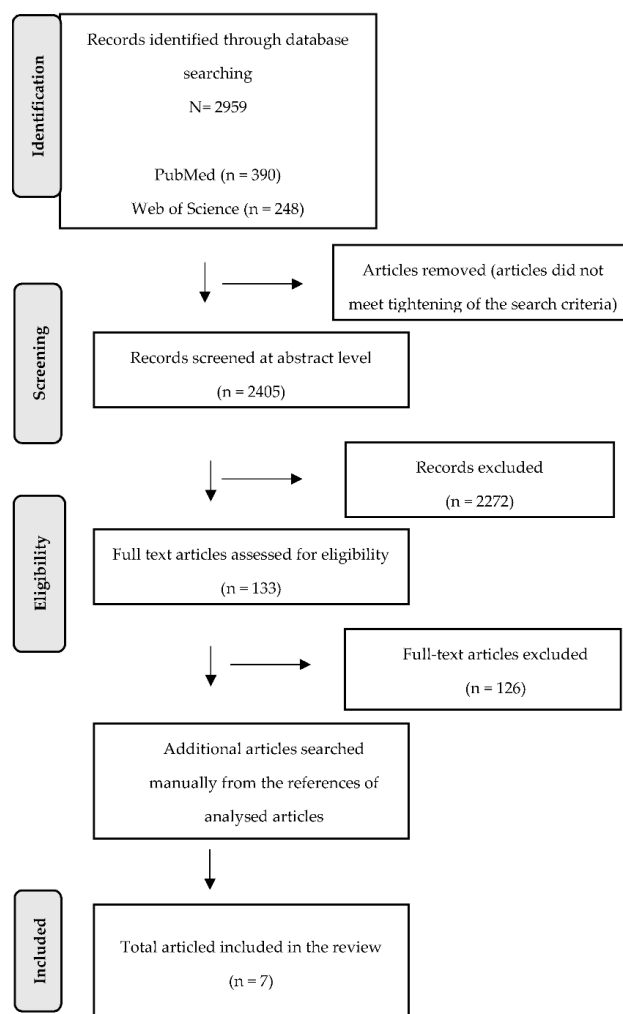 Identification
Records identified through database
searching
N= 2959
PubMed (n = 390)
Web of Science (n = 248)
Articles removed (articles did not
meet tightening of the search criteria)
Screening
Records screened at abstract level
(n = 2405)
Records excluded
(n = 2272)
Eligibility
Full text articles assessed for eligibility
(n = 133)
Full-text articles excluded
(n = 126)
Additional articles searched
manually from the references of
analysed articles
Included
Total articled included in the review
(n = 7)